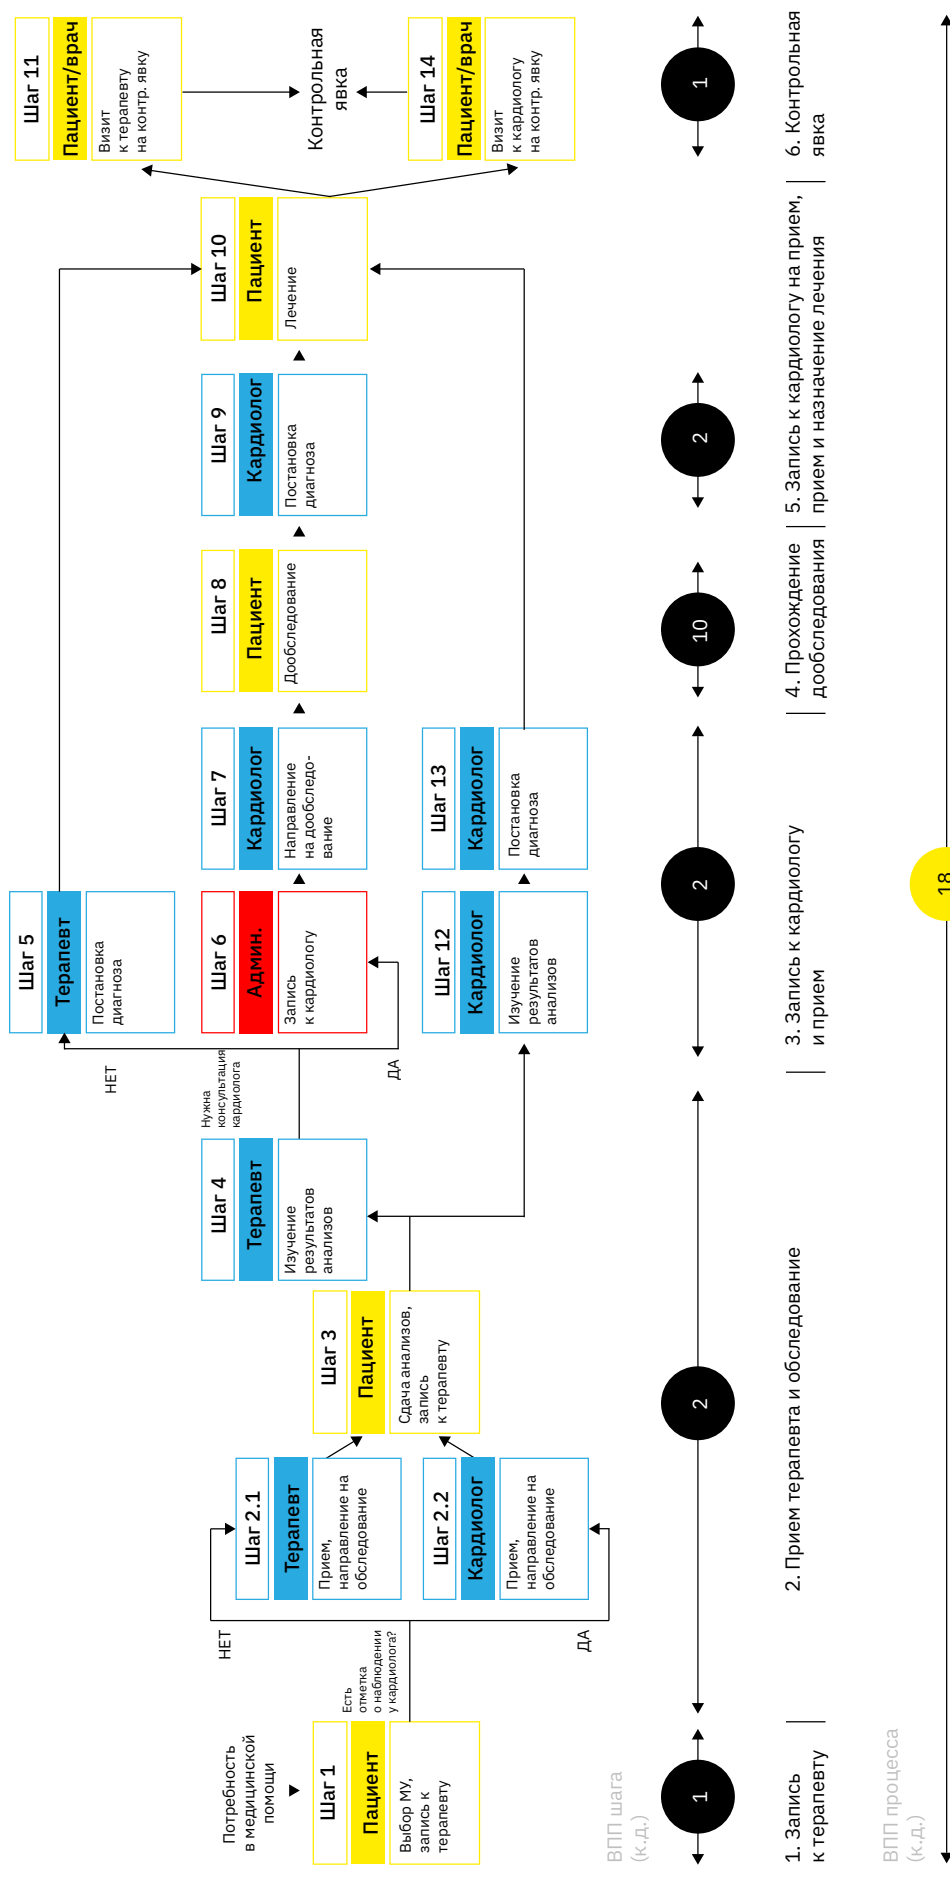 Потребность
в медицинской
помощи
Шаг 1
Пациент
Выбор МУ,
запись к
терапевту
Есть
отметка
о наблюдении
у кардиолога?
НЕТ
ДА
Шаг 2.1
Терапевт
Прием,
направление на
обследование
Шаг 2.2
Кардиолог
Прием,
направление на
обследование
Шаг 3
Пациент
Сдача анализов,
запись
к терапевту
Шаг 4
Терапевт
Изучение
результатов
анализов
Нужна
консультация
кардиолога
НЕТ
ДА
Шаг 5
Терапевт
Постановка
диагноза
Шаг 6
Админ.
Запись
к кардиологу
Шаг 12
Кардиолог
Изучение
результатов
анализов
Шаг 7
Кардиолог
Направление
на дообследо-
вание
Шаг 13
Кардиолог
Постановка
диагноза
Шаг 8
Пациент
Дообследование
Шаг 9
Кардиолог
Постановка
диагноза
Шаг 10
Пациент
Лечение
Шаг 11
Пациент/врач
Визит
к терапевту
на контр. явку
Контрольная
явка
Шаг 14
Пациент/врач
Визит
к кардиологу
на контр. явку
ВПП шага
(к.д.)
1
2
2
10
2
1
1. Запись
к терапевту
2. Прием терапевта и обследование
3. Запись к кардиологу
и прием
4. Прохождение
дообследования
5. Запись к кардиологу на прием,
прием и назначение лечения
6. Контрольная
явка
ВПП процесса
(к.д.)
18